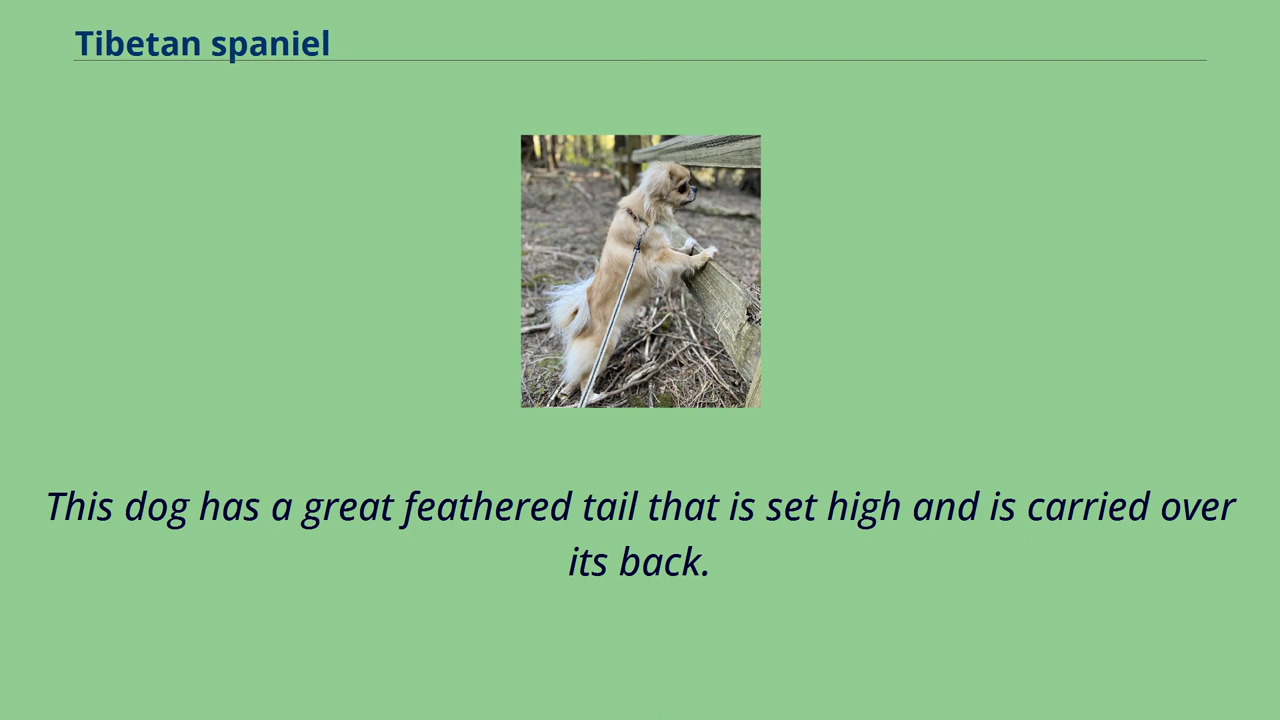 Tibetan spaniel
This dog has a great feathered tail that is set high and is carried over
its back.